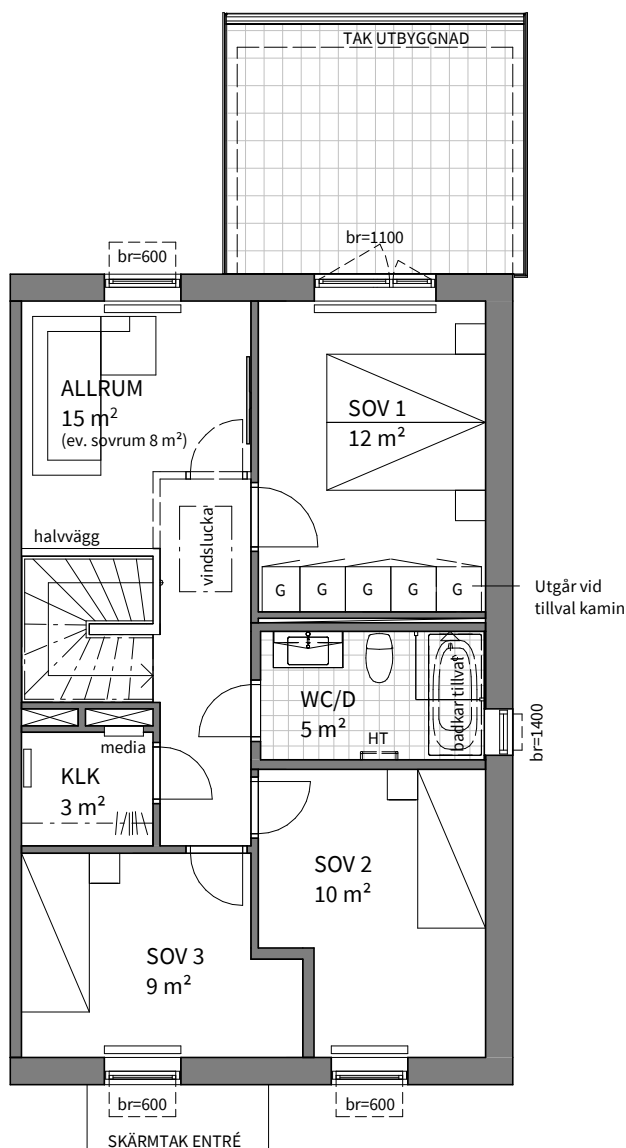 TAK UTBYGGNAD
br=600
br=1100
ALLRUM
15 m²
(ev. sovrum 8 m²)
SOV 1
12 m²
vindslucka
halvvägg
G G G G G
Utgår vid
tillval kamin
WC/D
5 m²
HT
badkar tillval
br=1400
media
KLK
3 m²
SOV 2
10 m²
SOV 3
9 m²
br=600
br=600
SKÄRMTAK ENTRÉ